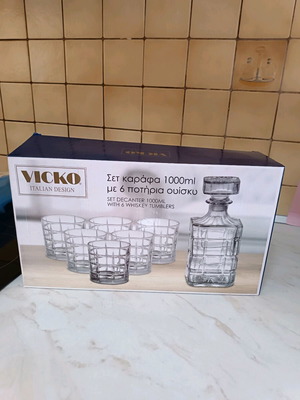 VICKO
ITALIAN DESIGN
Σετ καράφα 1000ml
με 6 ποτήρια ουίσκυ
SET DECANTER 1000ML
WITH 6 WHISKEY TUMBLERS